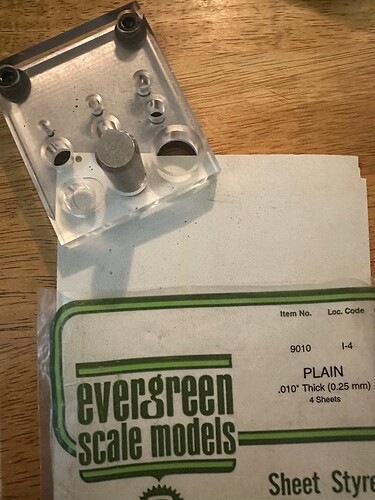 Item No. Loc. Code
9010 I-4
PLAIN
.010" Thick (0.25 mm)
4 Sheets
evergreen
scale models
Sheet Styre